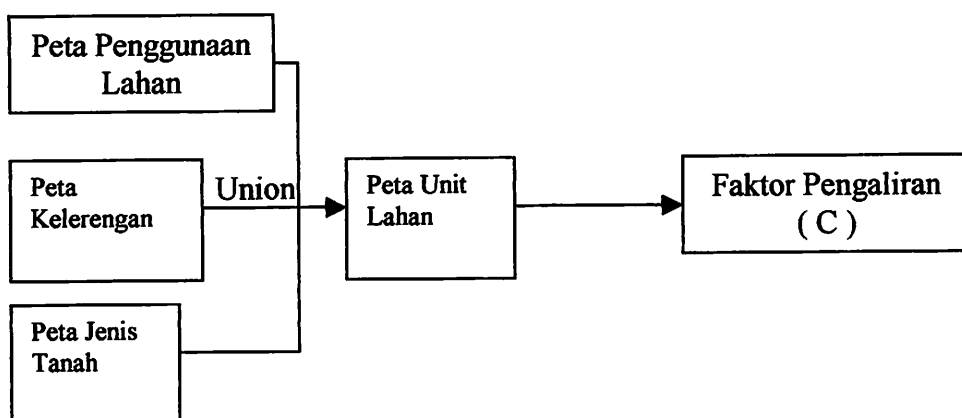 Peta Penggunaan
Lahan
Peta
Kelerengan
Union
Peta Jenis
Tanah
Peta Unit
Lahan
Faktor Pengaliran
( C )